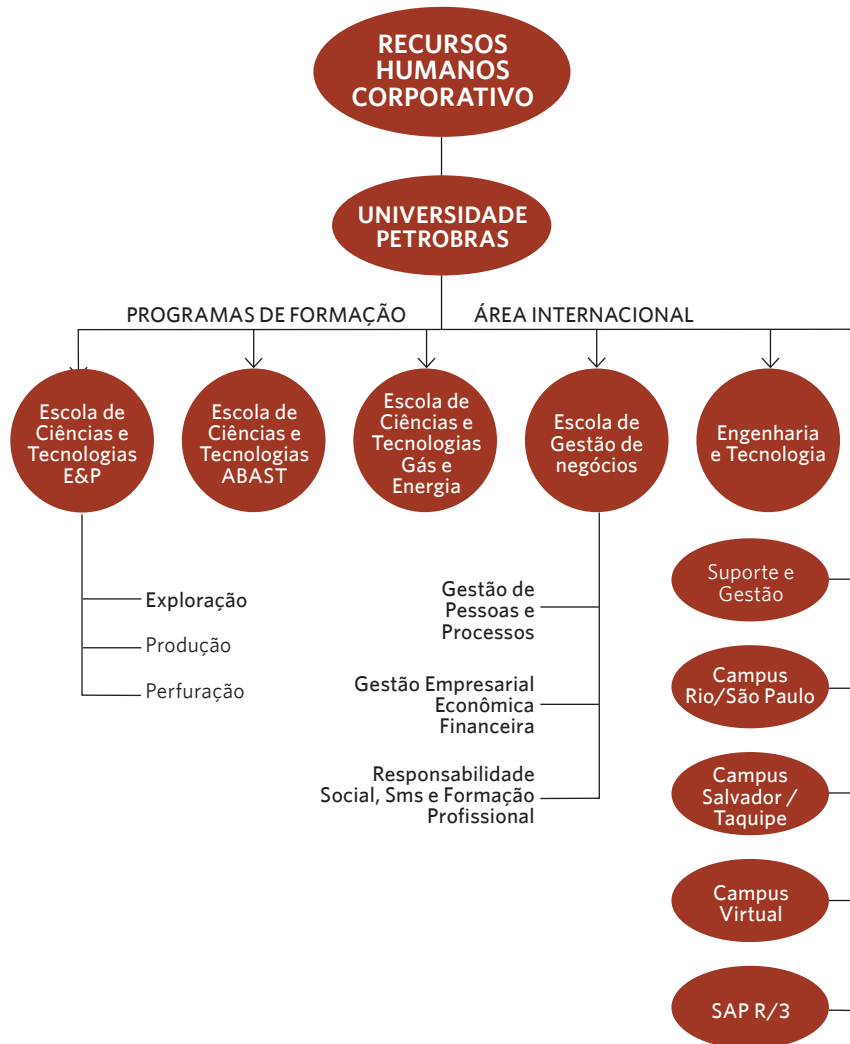 RECURSOS
HUMANOS
CORPORATIVO
UNIVERSIDADE
PETROBRAS
PROGRAMAS DE FORMAÇÃO
ÁREA INTERNACIONAL
Escola de
Ciências e
Tecnologias
E&P
Escola de
Ciências e
Tecnologias
ABAST
Escola de
Ciências e
Tecnologias
Gás e
Energia
Escola de
Gestão de
negócios
Engenharia
e Tecnologia
Exploração
Produção
Perfuração
Gestão de
Pessoas e
Processos
Gestão Empresarial
Econômica
Financeira
Responsabilidade
Social, Sms e Formação
Profissional
Suporte e
Gestão
Campus
Rio/São Paulo
Campus
Salvador /
Taquipe
Campus
Virtual
SAP R/3